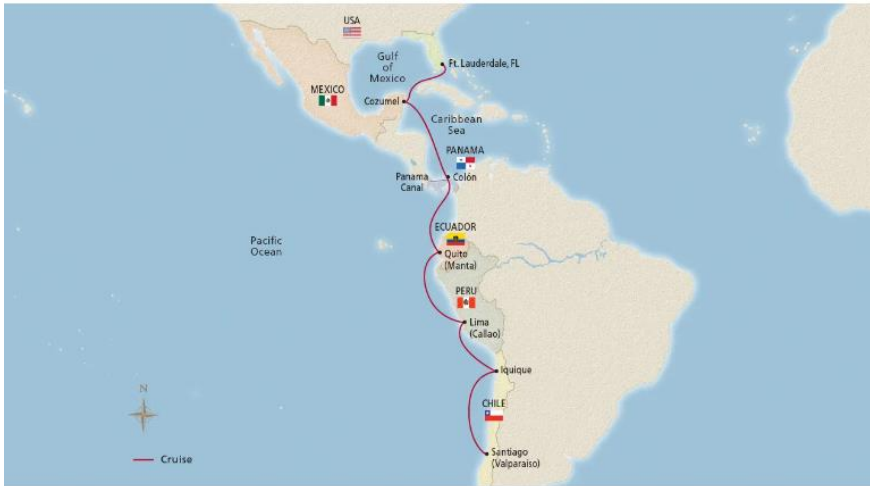 USA
Gulf
of
Mexico
Ft. Lauderdale, FL
MEXICO
Cozumel
Caribbean
Sea
PANAMA
Panama
Canal
Colón
ECUADOR
Pacific
Ocean
Quito
(Manta)
PERU
Lima
(Callao)
Iquique
N
CHILE
Santiago
(Valparaiso)
Cruise